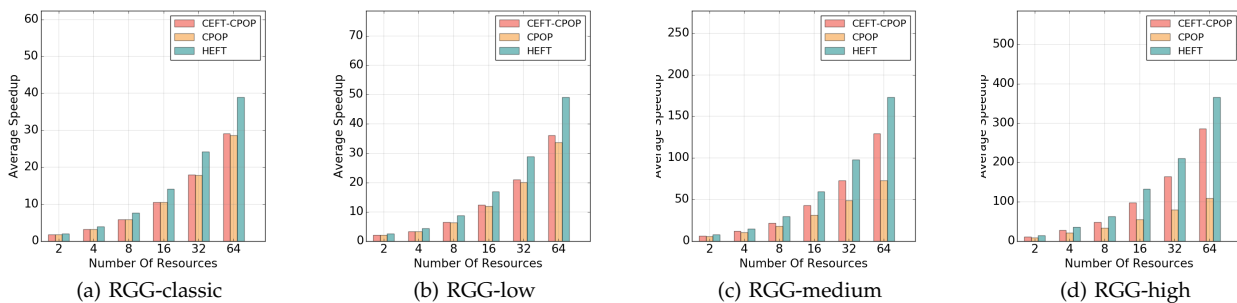 60
50
40
30
20
10
0
Average Speedup
CEFT-CPOP
CPOP
HEFT
2 4 8 16 32 64
Number Of Resources
(a) RGG-classic
70
60
50
40
30
20
10
0
Average Speedup
CEFT-CPOP
CPOP
HEFT
2 4 8 16 32 64
Number Of Resources
(b) RGG-low
250
200
150
100
50
0
Average Speedup
CEFT-CPOP
CPOP
HEFT
2 4 8 16 32 64
Number Of Resources
(c) RGG-medium
500
400
300
200
100
0
Average Speedup
CEFT-CPOP
CPOP
HEFT
2 4 8 16 32 64
Number Of Resources
(d) RGG-high